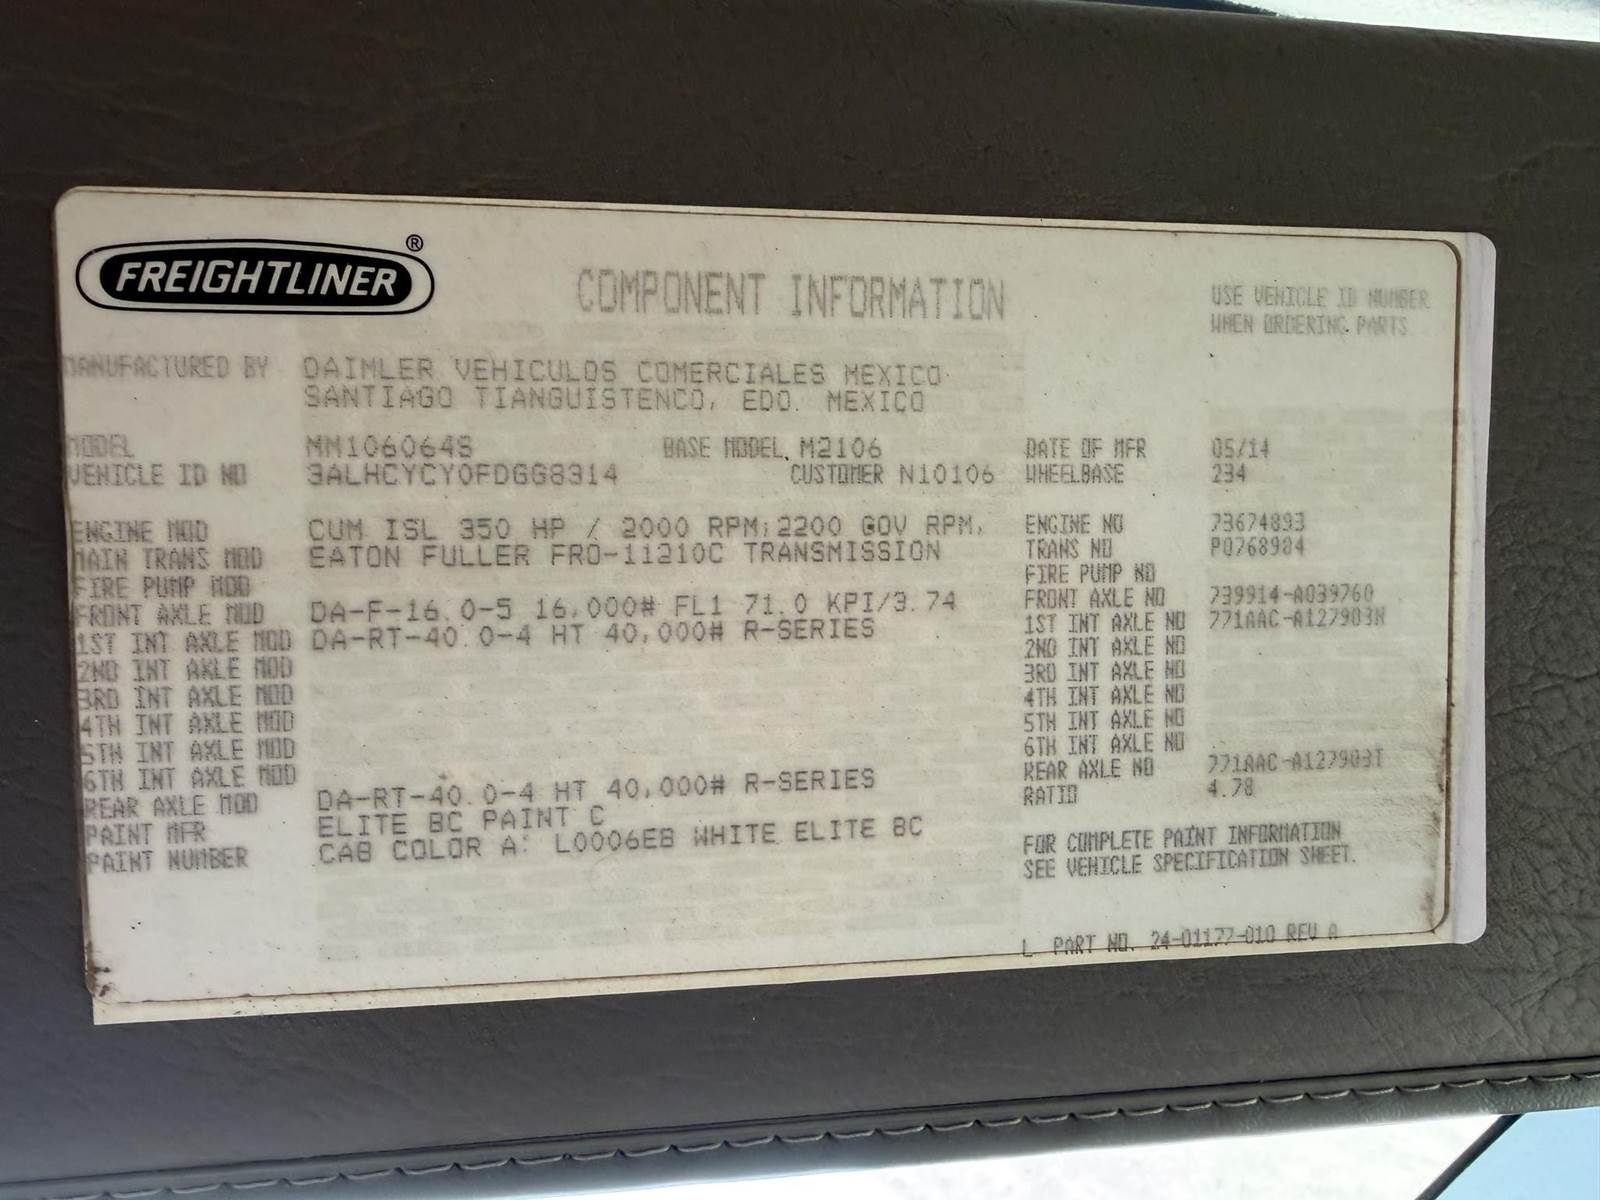 FREIGHTLINER ®
COMPONENT INFORMATION
USE VEHICLE ID NUMBER
WHEN ORDERING PARTS
MANUFACTURED BY DAIMLER VEHICULOS COMERCIALES MEXICO
SANTIAGO TIANGUISTENCO, EDO. MEXICO
MODEL MM106064S BASE MODEL M2106 DATE OF MFR 05/14
VEHICLE ID NO 3ALHCYCY0FDGG8314 CUSTOMER N10106 WHEELBASE 234
ENGINE MOD CUM ISL 350 HP / 2000 RPM;2200 GOV RPM, ENGINE NO 73674893
MAIN TRANS MOD EATON FULLER FRO-11210C TRANSMISSION TRANS NO P0768984
FIRE PUMP MOD FIRE PUMP NO
FRONT AXLE MOD DA-F-16.0-5 16,000# FL1 71.0 KPI/3.74 FRONT AXLE NO 739914-A039760
1ST INT AXLE MOD DA-RT-40.0-4 HT 40,000# R-SERIES 1ST INT AXLE NO 771AAC-A127903N
2ND INT AXLE MOD 2ND INT AXLE NO
3RD INT AXLE MOD 3RD INT AXLE NO
4TH INT AXLE MOD 4TH INT AXLE NO
5TH INT AXLE MOD 5TH INT AXLE NO
6TH INT AXLE MOD 6TH INT AXLE NO
REAR AXLE MOD DA-RT-40.0-4 HT 40,000# R-SERIES REAR AXLE NO 771AAC-A127903T
RATIO 4.78
PAINT MFR ELITE BC PAINT C
PAINT NUMBER CAB COLOR A: L0006EB WHITE ELITE BC
FOR COMPLETE PAINT INFORMATION
SEE VEHICLE SPECIFICATION SHEET.
L PART NO. 24-01177-010 REV A